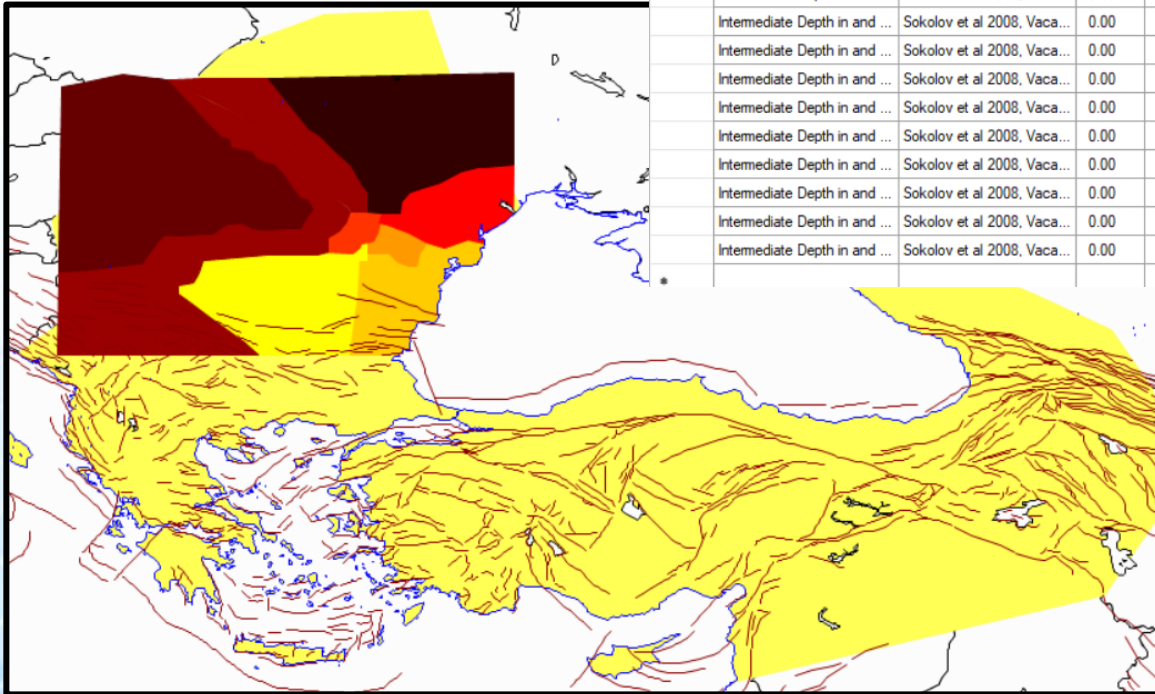 Intermediate Depth in and ... Sokolov et al 2008, Vaca... 0.00
Intermediate Depth in and ... Sokolov et al 2008, Vaca... 0.00
Intermediate Depth in and ... Sokolov et al 2008, Vaca... 0.00
Intermediate Depth in and ... Sokolov et al 2008, Vaca... 0.00
Intermediate Depth in and ... Sokolov et al 2008, Vaca... 0.00
Intermediate Depth in and ... Sokolov et al 2008, Vaca... 0.00
Intermediate Depth in and ... Sokolov et al 2008, Vaca... 0.00
Intermediate Depth in and ... Sokolov et al 2008, Vaca... 0.00
Intermediate Depth in and ... Sokolov et al 2008, Vaca... 0.00
*